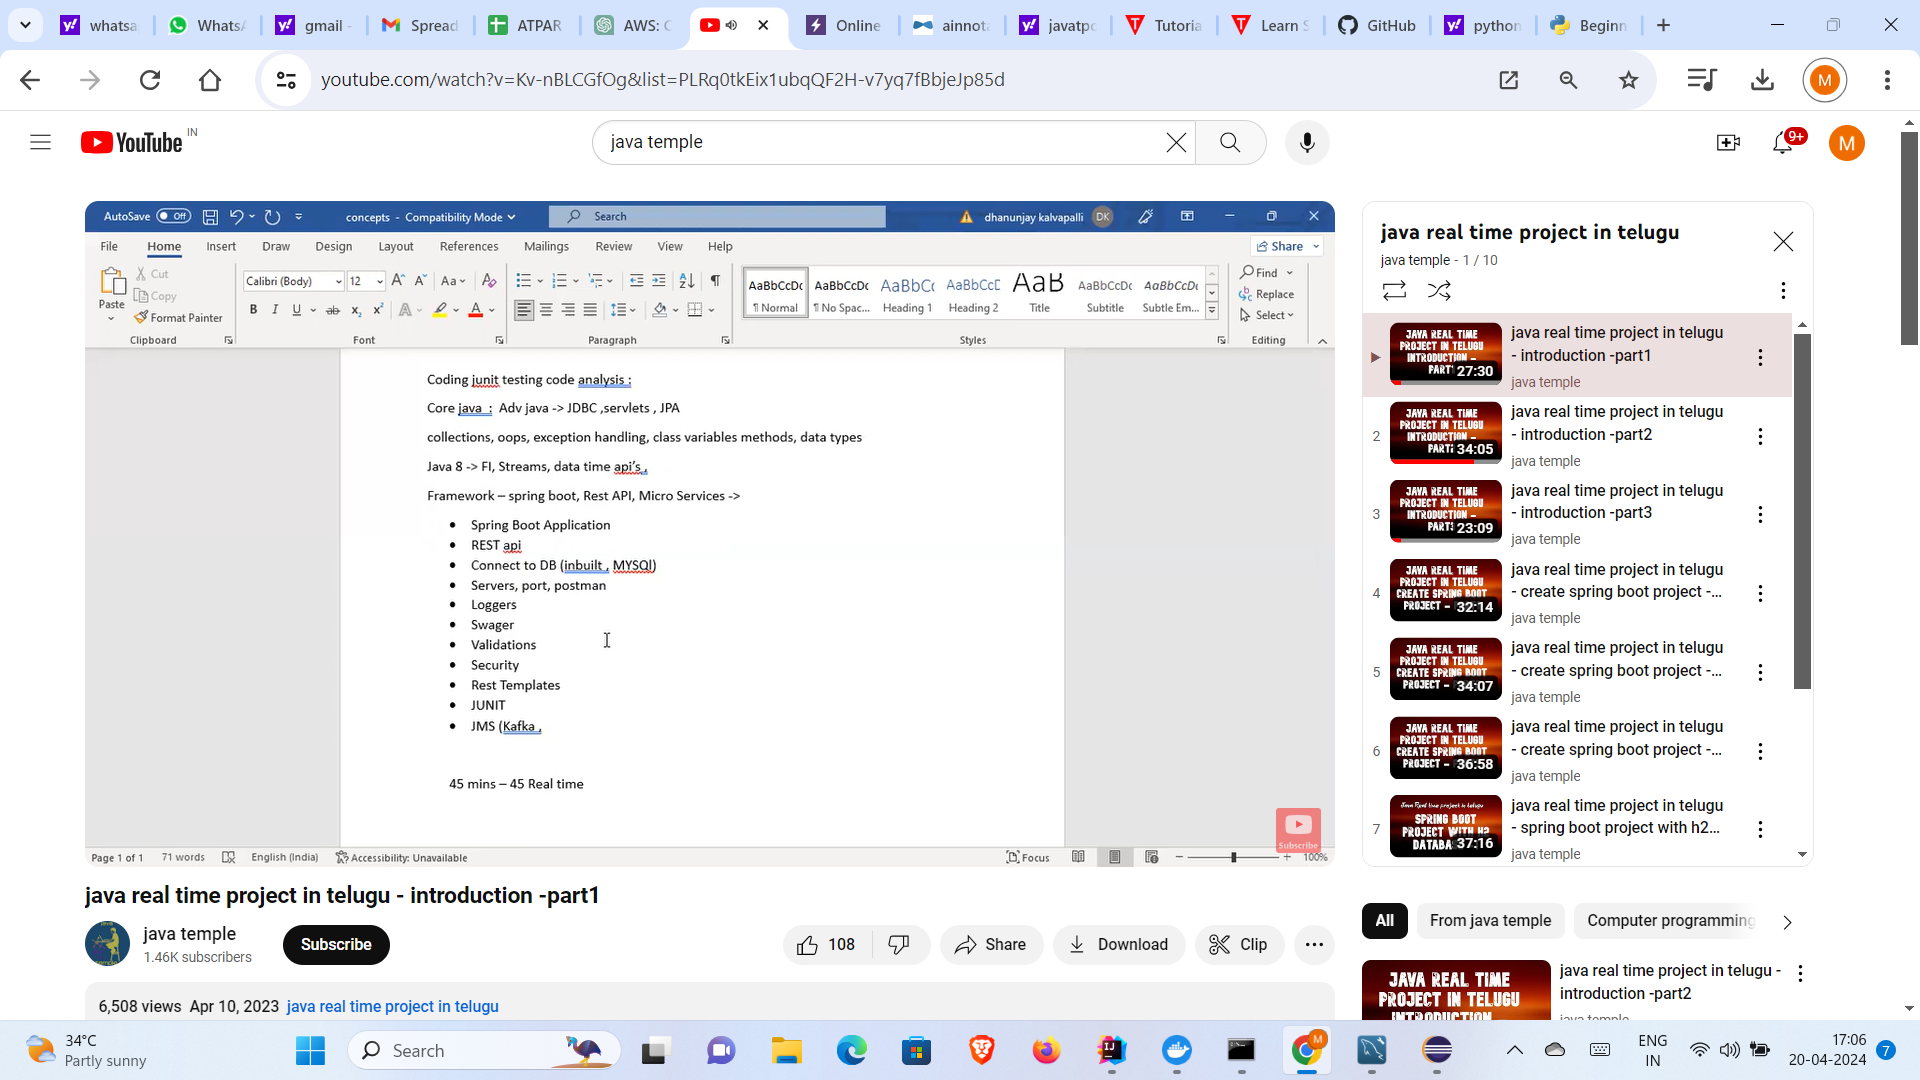 whatsa
WhatsA
gmail -
Spread
ATPAR
AWS: C
Online
ainnot
javatpo
Tutoria
Learn S
GitHub
python
Beginn
youtube.com/watch?v=Kv-nBLCGfOg&list=PLRq0tkEix1ubqQF2H-v7yq7fBbjeJp85d
M
YouTube IN
java temple
9+
M
AutoSave Off
concepts - Compatibility Mode
Search
dhanunjay kalvapalli DK
File Home Insert Draw Design Layout References Mailings Review View Help
Share
Paste
Cut
Copy
Format Painter
Clipboard
Calibri (Body) 12
Font
Paragraph
AaBbCcDc AaBbCcDc AaBbCc AaBbCcC AaB AaBbCcDc AaBbCcDc
¶ Normal ¶ No Spac... Heading 1 Heading 2 Title Subtitle Subtle Em...
Styles
Find
Replace
Select
Editing
Coding junit testing code analysis :
Core java : Adv java -> JDBC ,servlets , JPA
collections, oops, exception handling, class variables methods, data types
Java 8 -> FI, Streams, data time api's ,
Framework – spring boot, Rest API, Micro Services ->
• Spring Boot Application
• REST api
• Connect to DB (inbuilt , MYSQl)
• Servers, port, postman
• Loggers
• Swager
• Validations
• Security
• Rest Templates
• JUNIT
• JMS (Kafka ,
45 mins – 45 Real time
Subscribe
Page 1 of 1 71 words English (India) Accessibility: Unavailable
Focus
100%
java real time project in telugu - introduction -part1
java temple
1.46K subscribers
Subscribe
108
Share
Download
Clip
6,508 views Apr 10, 2023 java real time project in telugu
java real time project in telugu
java temple - 1 / 10
JAVA REAL TIME
PROJECT IN TELUGU
INTRODUCTION -
PART 27:30
java real time project in telugu
- introduction -part1
java temple
2
JAVA REAL TIME
PROJECT IN TELUGU
INTRODUCTION -
PART 34:05
java real time project in telugu
- introduction -part2
java temple
3
JAVA REAL TIME
PROJECT IN TELUGU
INTRODUCTION -
PART 23:09
java real time project in telugu
- introduction -part3
java temple
4
JAVA REAL TIME
PROJECT IN TELUGU
CREATE SPRING BOOT
PROJECT - 32:14
java real time project in telugu
- create spring boot project -...
java temple
5
JAVA REAL TIME
PROJECT IN TELUGU
CREATE SPRING BOOT
PROJECT - 34:07
java real time project in telugu
- create spring boot project -...
java temple
6
JAVA REAL TIME
PROJECT IN TELUGU
CREATE SPRING BOOT
PROJECT - 36:58
java real time project in telugu
- create spring boot project -...
java temple
7
Java Real time project in telugu
SPRING BOOT
PROJECT WITH H2
DATABA 37:16
java real time project in telugu
- spring boot project with h2...
java temple
All
From java temple
Computer programming
JAVA REAL TIME
PROJECT IN TELUGU
INTRODUCTION
java real time project in telugu -
introduction -part2
java temple
34°C
Partly sunny
Search
ENG
IN
17:06
20-04-2024
7